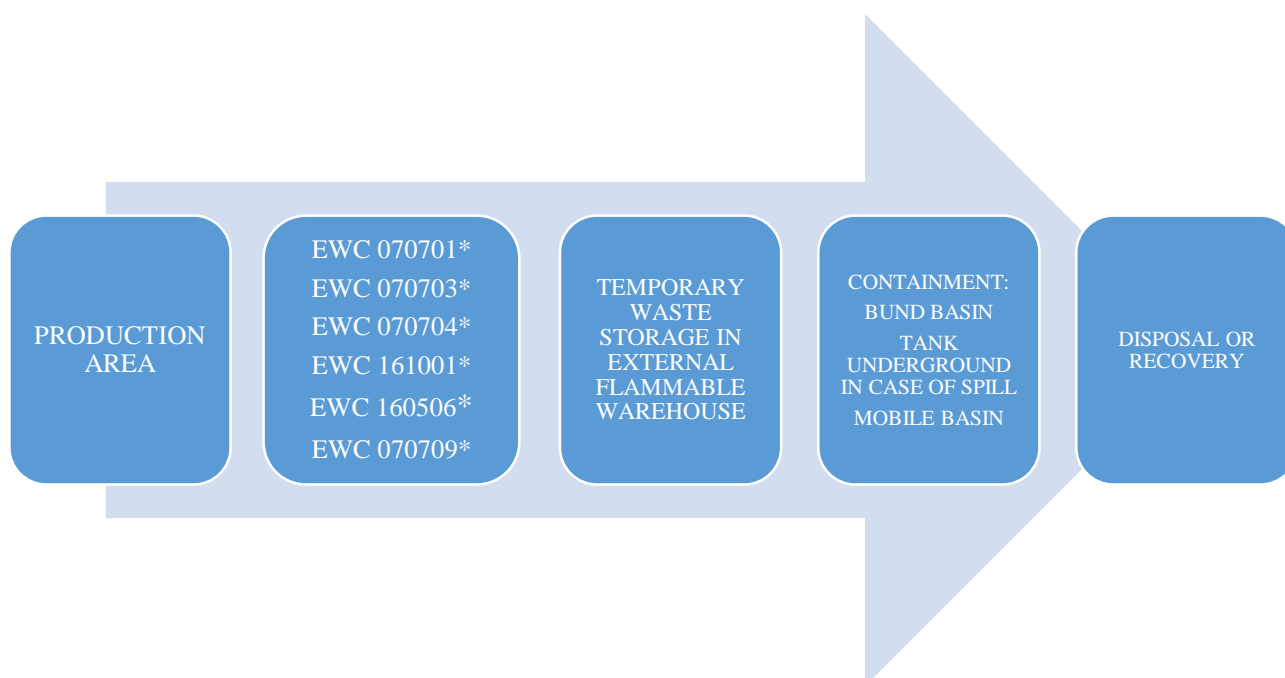 PRODUCTION
AREA
EWC 070701*
EWC 070703*
EWC 070704*
EWC 161001*
EWC 160506*
EWC 070709*
TEMPORARY
WASTE
STORAGE IN
EXTERNAL
FLAMMABLE
WAREHOUSE
CONTAINMENT:
BUND BASIN
TANK
UNDERGROUND
IN CASE OF SPILL
MOBILE BASIN
DISPOSAL OR
RECOVERY